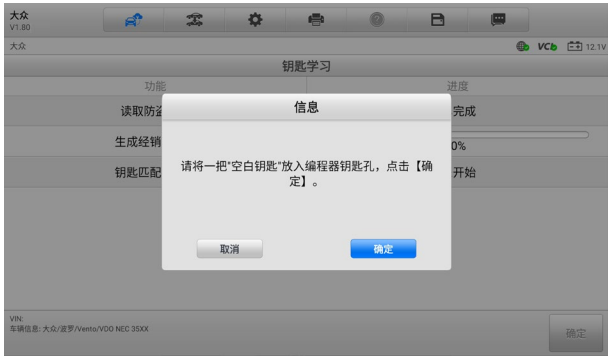 大众
V1.80
大众
VCI
12.1V
钥匙学习
功能
进度
读取防盗
完成
生成经销
0%
钥匙匹配
开始
信息
请将一把"空白钥匙"放入编程器钥匙孔，点击【确
定】。
取消
确定
VIN:
车辆信息: 大众/波罗/Vento/VDO NEC 35XX
确定